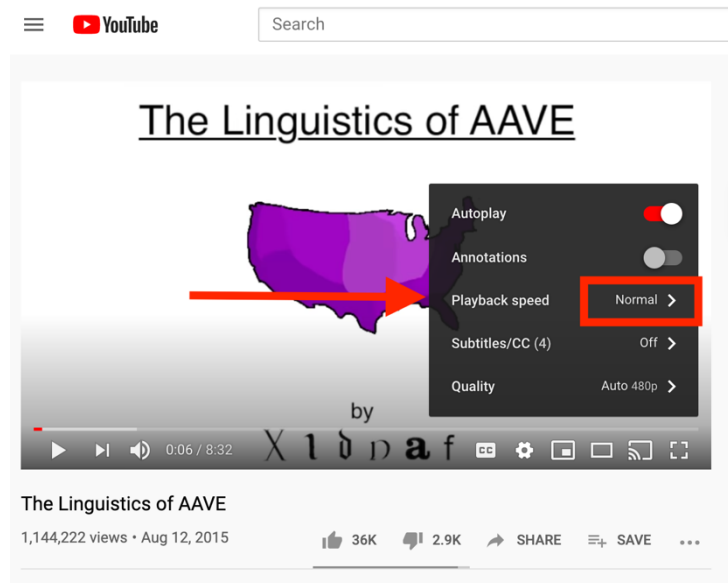 YouTube
Search
The Linguistics of AAVE
Autoplay
Annotations
Playback speed Normal
Subtitles/CC (4) Off
Quality Auto 480p
by
Xidnaf
0:06 / 8:32
CC
The Linguistics of AAVE
1,144,222 views • Aug 12, 2015 36K 2.9K SHARE SAVE